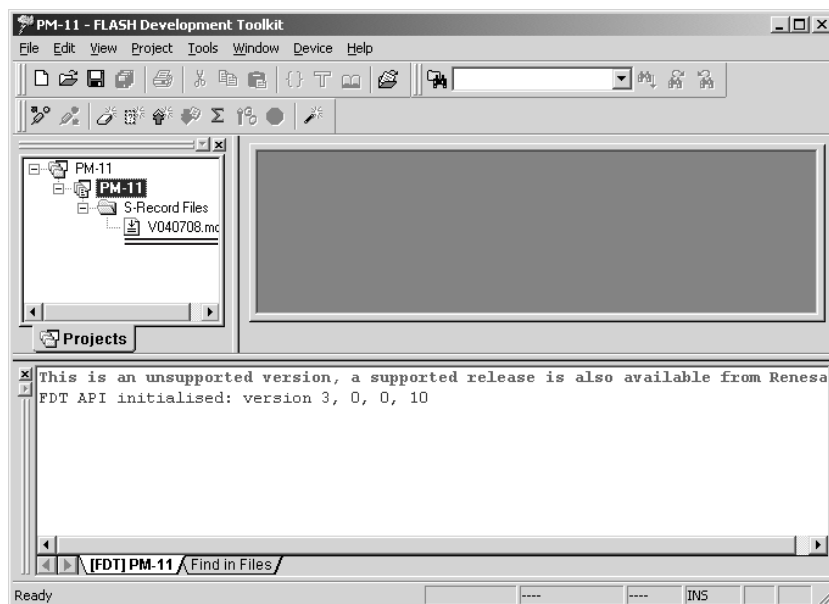 PM-11 - FLASH Development Toolkit
File Edit View Project Tools Window Device Help
PM-11
PM-11
S-Record Files
V040708.mo
Projects
This is an unsupported version, a supported release is also available from Renesa
FDT API initialised: version 3, 0, 0, 10
[FDT] PM-11 Find in Files
Ready ---- ---- INS